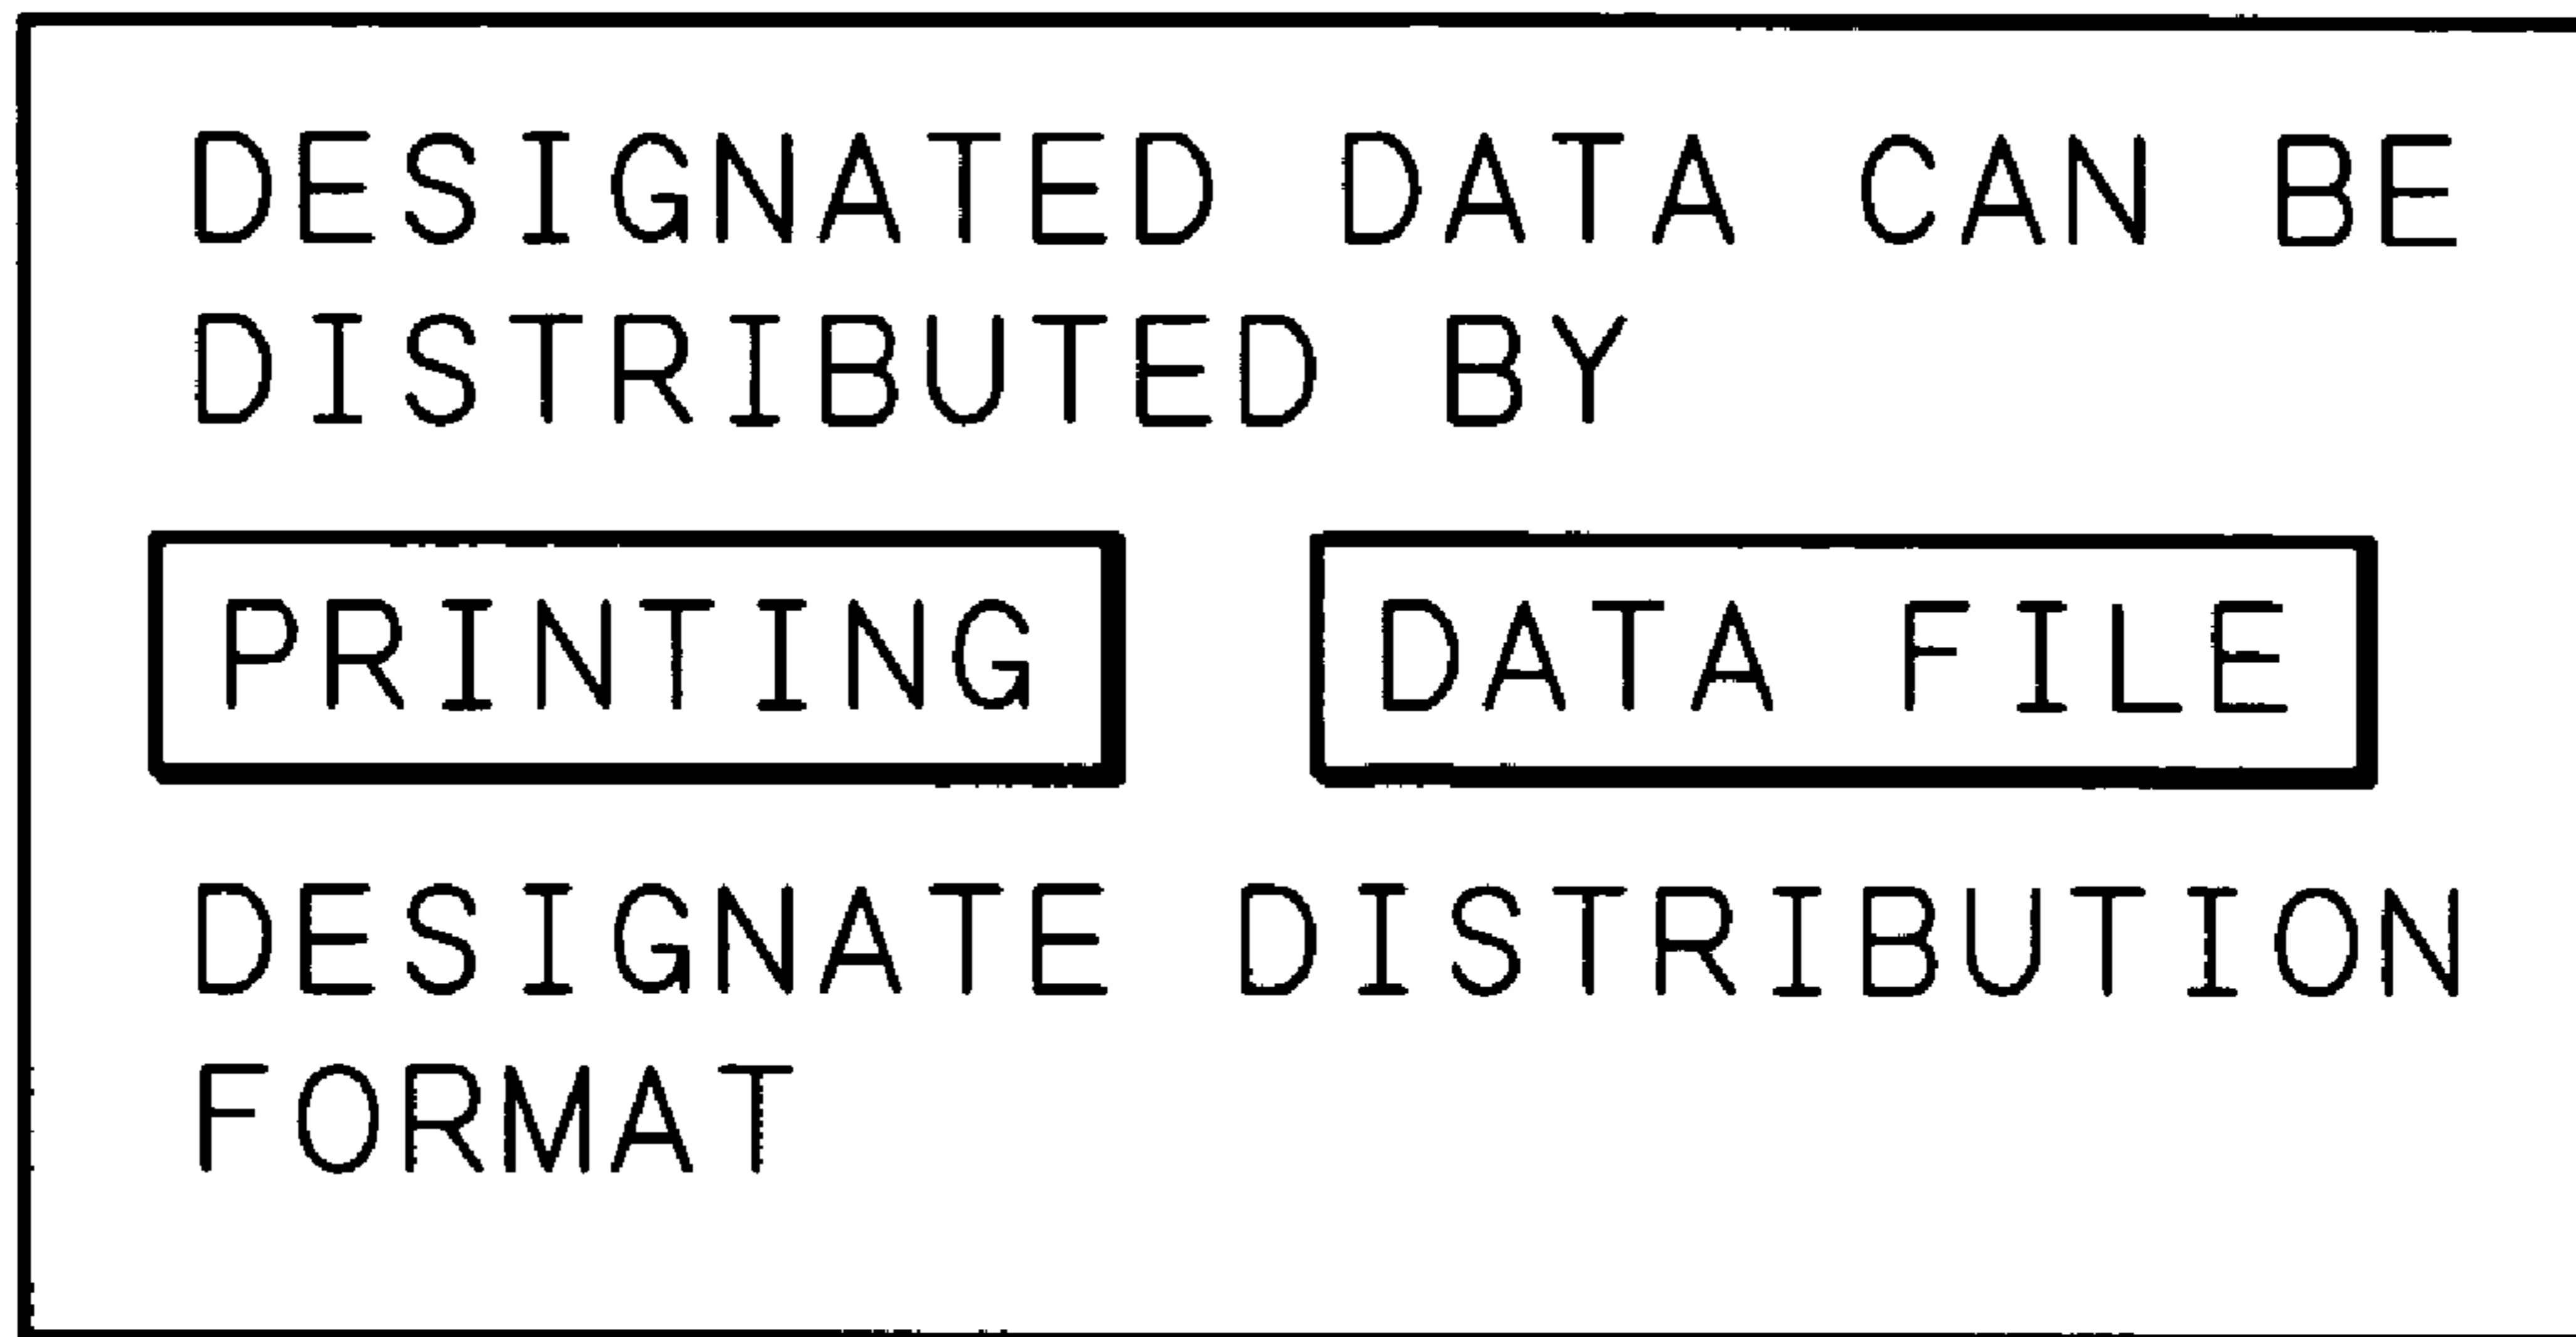 DESIGNATED DATA CAN BE
DISTRIBUTED BY
PRINTING DATA FILE
DESIGNATE DISTRIBUTION
FORMAT